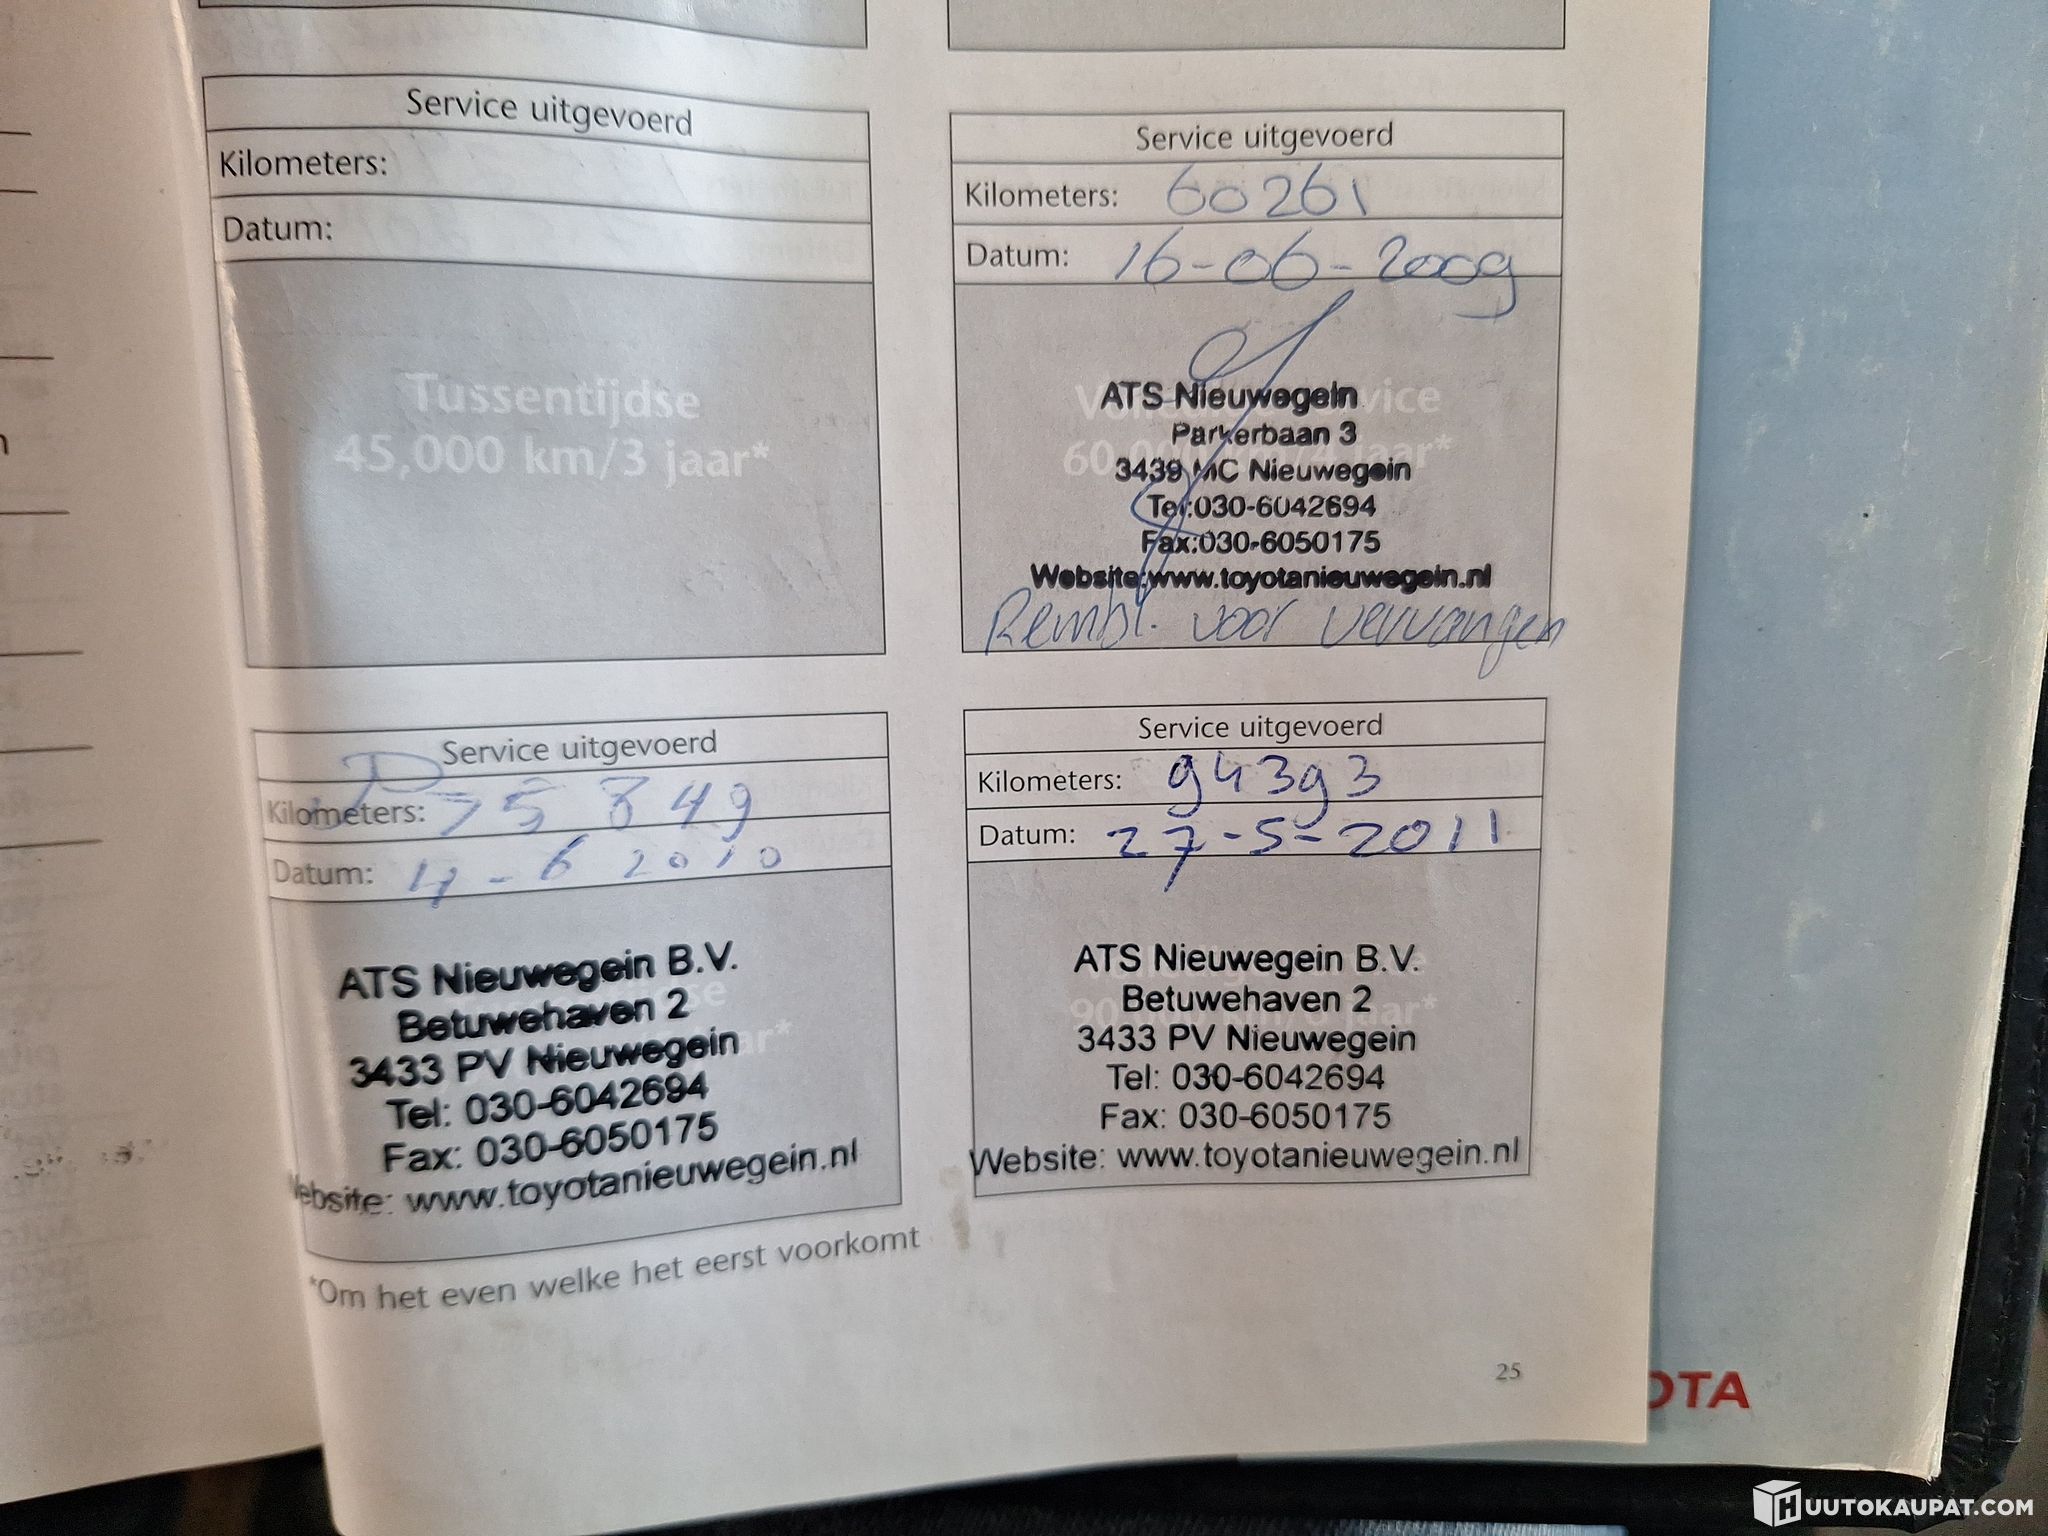 Service uitgevoerd
Kilometers:
Datum:
Tussentijdse
45,000 km/3 jaar*
Service uitgevoerd
Kilometers: 60261
Datum: 16-06-2009
ATS Nieuwegein
Parkerbaan 3
3439 MC Nieuwegein
Tel:030-6042694
Fax:030-6050175
Website:www.toyotanieuwegein.nl
Rembl. voor vervangen
Service uitgevoerd
Kilometers: 75849
Datum: 4-6 2010
ATS Nieuwegein B.V.
Betuwehaven 2
3433 PV Nieuwegein
Tel: 030-6042694
Fax: 030-6050175
Website: www.toyotanieuwegein.nl
Service uitgevoerd
Kilometers: 94393
Datum: 27-5-2011
ATS Nieuwegein B.V.
Betuwehaven 2
3433 PV Nieuwegein
Tel: 030-6042694
Fax: 030-6050175
Website: www.toyotanieuwegein.nl
*Om het even welke het eerst voorkomt
25
OTA
HUUTOKAUPAT.COM